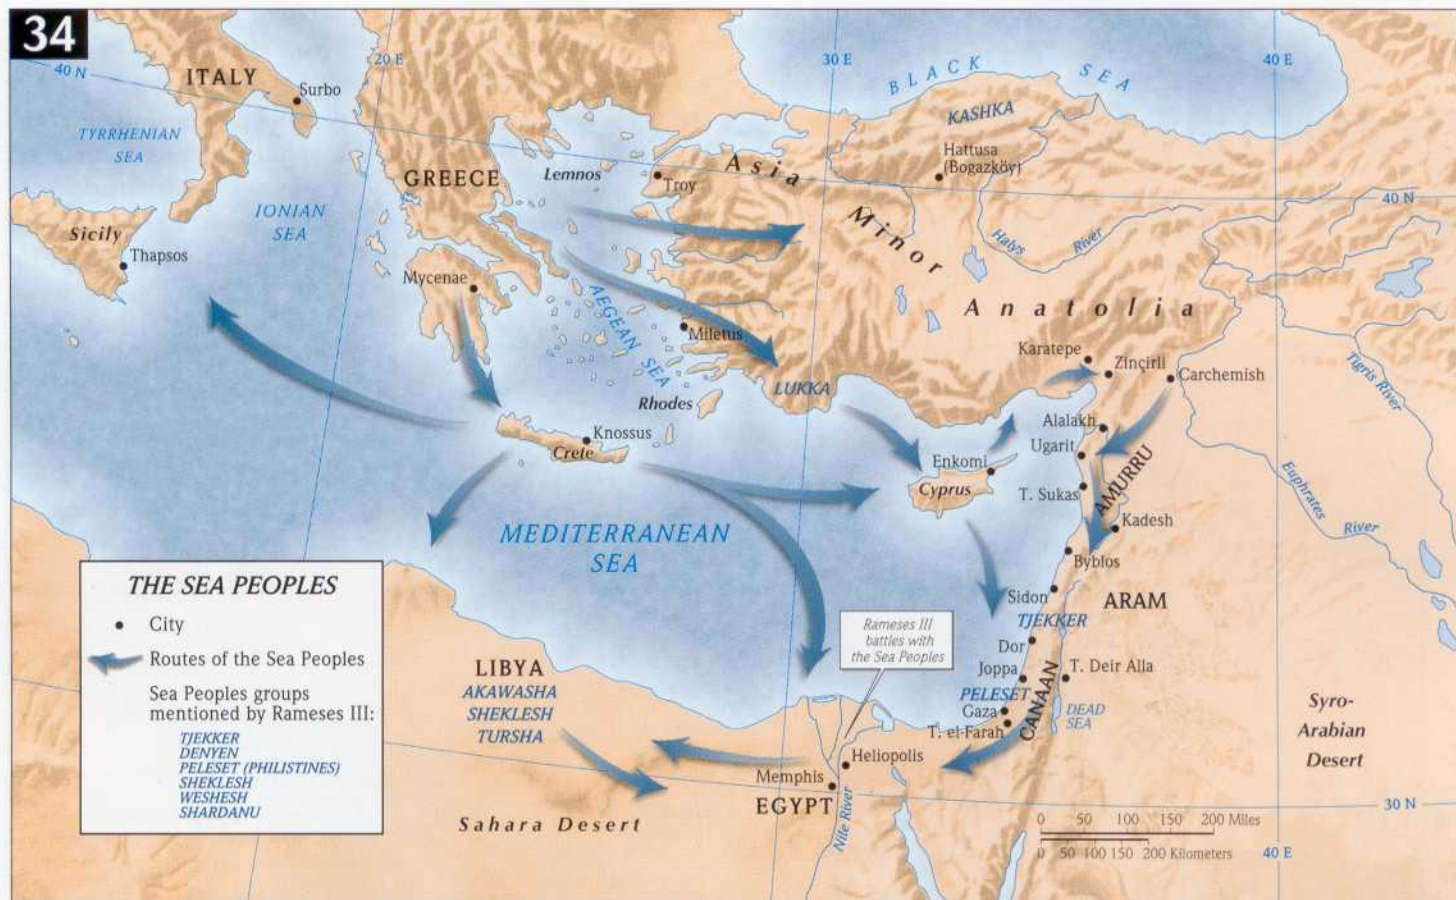 34
40 N
ITALY
20 E
30 E
BLACK SEA
40 E
Surbo
TYRRHENIAN
SEA
KASHKA
Hattusa
(Bogazköy)
GREECE
Lemnos
Troy
Asia
Minor
40 N
IONIAN
SEA
Sicily
Thapsos
Halys River
Mycenae
AEGEAN SEA
Miletus
Anatolia
Karatepe
Zinçirli
Carchemish
Tigris River
LUKKA
Rhodes
Knossus
Crete
Alalakh
Ugarit
Enkomi
Cyprus
T. Sukas
AMURRU
Kadesh
Euphrates
River
MEDITERRANEAN
SEA
Byblos
Sidon
ARAM
TJEKKER
Dor
Joppa
T. Deir Alla
PELESET
Gaza
CANAAN
DEAD
SEA
T. el-Farah
Rameses III
battles with
the Sea Peoples
Syro-
Arabian
Desert
LIBYA
AKAWASHA
SHEKLESH
TURSHA
Heliopolis
Memphis
EGYPT
Nile River
Sahara Desert
30 N
0 50 100 150 200 Miles
0 50 100 150 200 Kilometers
40 E
THE SEA PEOPLES
City
Routes of the Sea Peoples
Sea Peoples groups
mentioned by Rameses III:
TJEKKER
DENYEN
PELESET (PHILISTINES)
SHEKLESH
WESHESH
SHARDANU